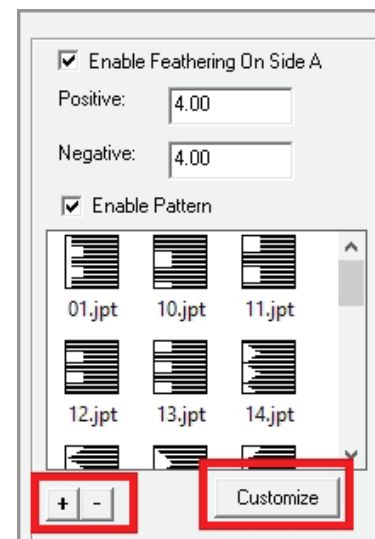 Enable Feathering On Side A
Positive: 4.00
Negative: 4.00
Enable Pattern
01.jpt 10.jpt 11.jpt
12.jpt 13.jpt 14.jpt
+ - Customize